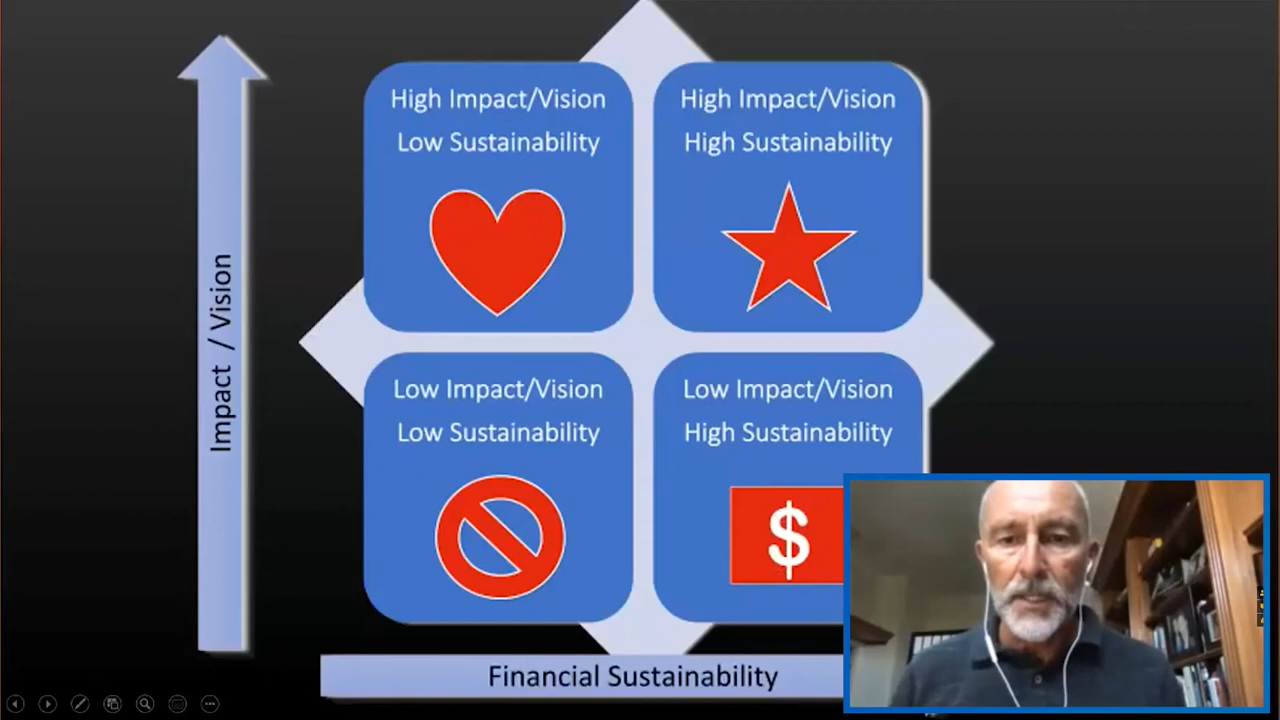 High Impact/Vision
Low Sustainability
High Impact/Vision
High Sustainability
Impact / Vision
Low Impact/Vision
Low Sustainability
Low Impact/Vision
High Sustainability
$
Financial Sustainability